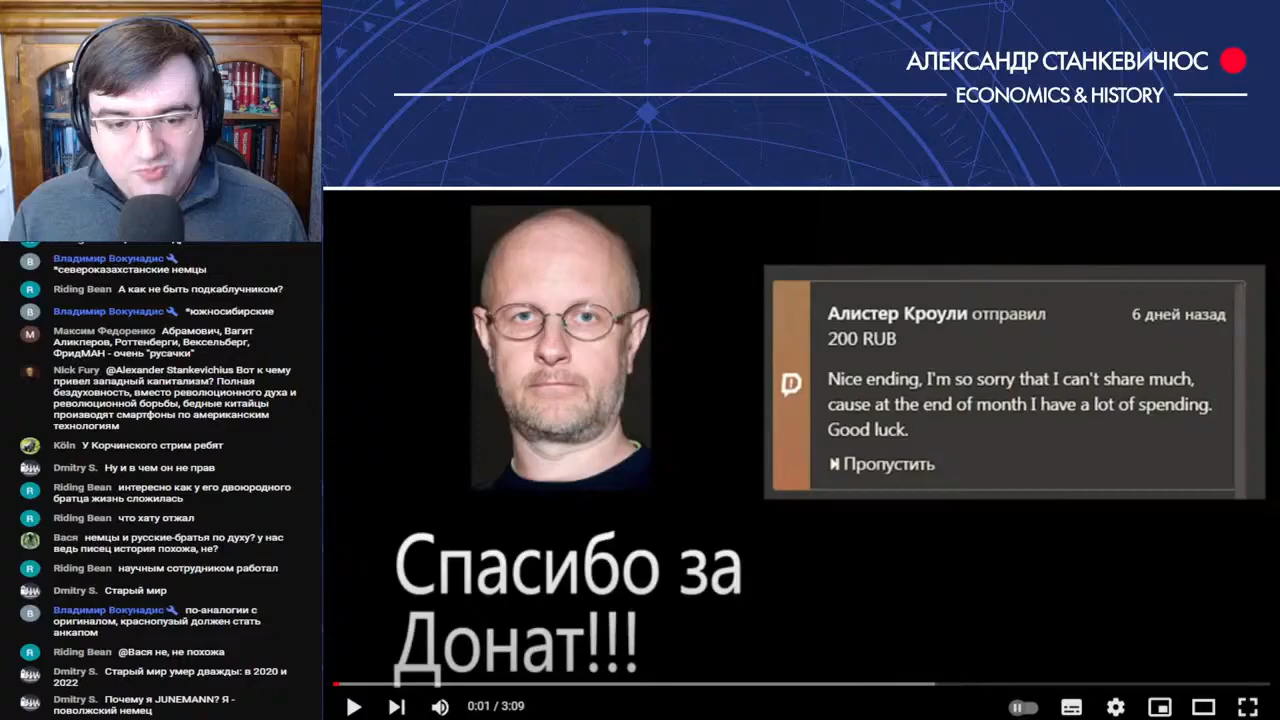 АЛЕКСАНДР СТАНКЕВИЧЮС
ECONOMICS & HISTORY
Владимир Вокунадис
*североказахстанские немцы
Riding Bean А как не быть подкаблучником?
Владимир Вокунадис *южносибирские
Максим Федоренко Абрамович, Вагит
Аликперов, Роттенберги, Вексельберг,
ФридМАН - очень "русачки"
Nick Fury @Alexander Stankevichius Вот к чему
привел западный капитализм? Полная
бездуховность, вместо революционного духа и
революционной борьбы, бедные китайцы
производят смартфоны по американским
технологиям
Köln У Корчинского стрим ребят
Dmitry S. Ну и в чем он не прав
Riding Bean интересно как у его двоюродного
братца жизнь сложилась
Riding Bean что хату отжал
Вася немцы и русские-братья по духу? у нас
ведь писец история похожа, не?
Riding Bean научным сотрудником работал
Dmitry S. Старый мир
Владимир Вокунадис по-аналогии с
оригиналом, краснопузый должен стать
анкапом
Riding Bean @Вася не, не похожа
Dmitry S. Старый мир умер дважды: в 2020 и
2022
Dmitry S. Почему я JUNEMANN? Я -
поволжский немец
Алистер Кроули отправил 6 дней назад
200 RUB
Nice ending, I'm so sorry that I can't share much,
cause at the end of month I have a lot of spending.
Good luck.
Пропустить
Спасибо за
Донат!!!
0:01 / 3:09